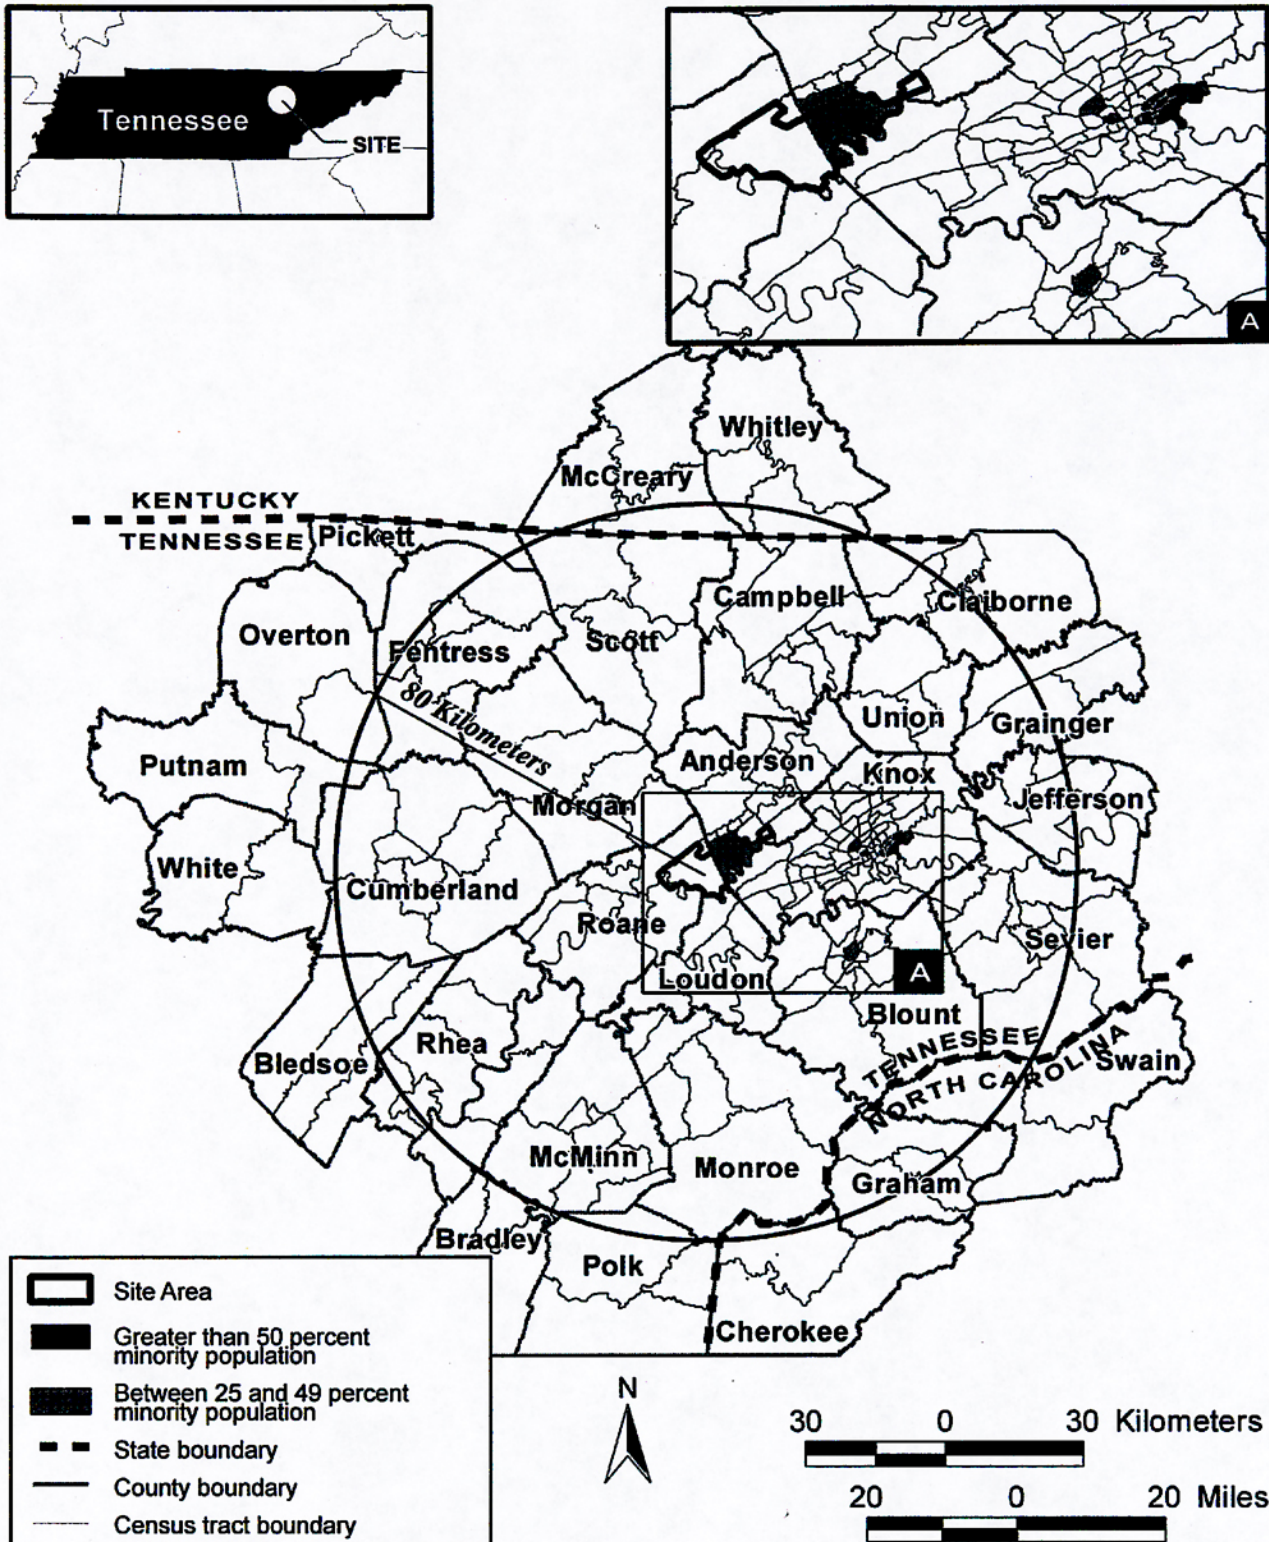 Tennessee
SITE
A
Whitley
McCreary
KENTUCKY
TENNESSEE
Pickett
Campbell
Claiborne
Overton
Fentress
Scott
80 Kilometers
Union
Grainger
Putnam
Anderson
Knox
Morgan
Jefferson
White
Cumberland
Roane
Sevier
Loudon
A
Blount
Rhea
TENNESSEE
NORTH CAROLINA
Swain
Bledsoe
McMinn
Monroe
Graham
Bradley
Polk
Cherokee
Site Area
Greater than 50 percent
minority population
Between 25 and 49 percent
minority population
State boundary
County boundary
Census tract boundary
N
30 0 30 Kilometers
20 0 20 Miles